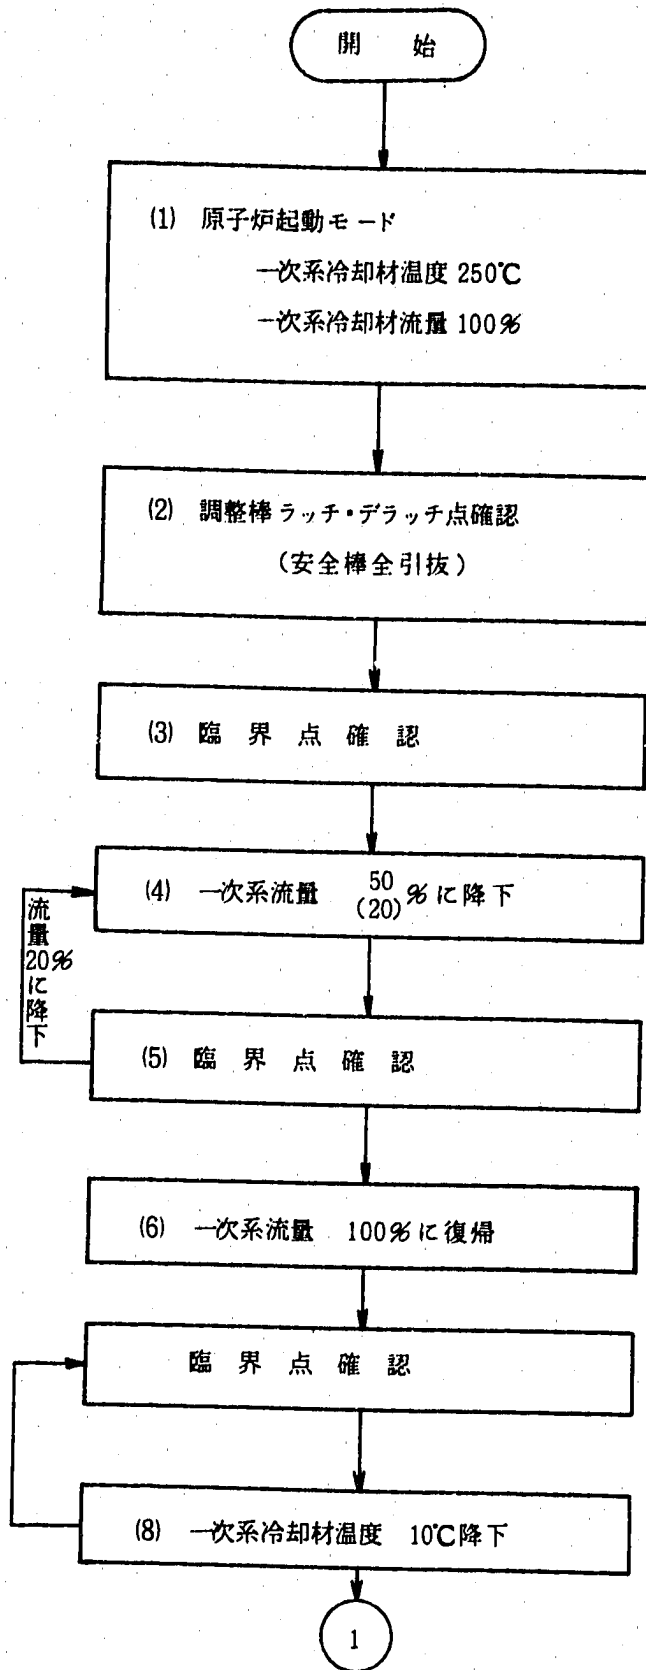 開 始
(1) 原子炉起動モード
一次系冷却材温度 250℃
一次系冷却材流量 100%
(2) 調整棒ラッチ・デラッチ点確認
(安全棒全引抜)
(3) 臨界点確認
(4) 一次系流量 50(20)%に降下
流量20%に降下
(5) 臨界点確認
(6) 一次系流量 100%に復帰
臨界点確認
(8) 一次系冷却材温度 10℃降下
1